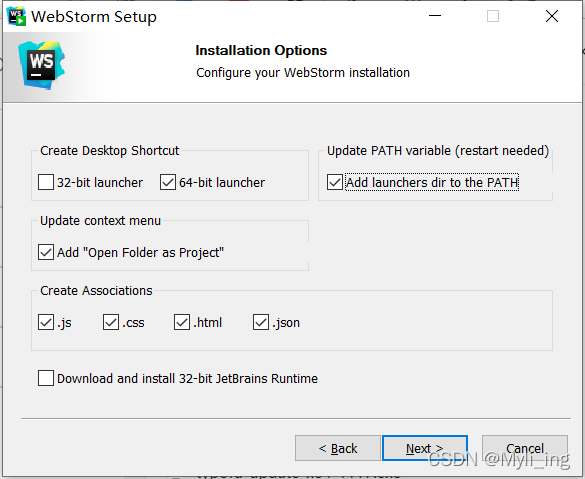 WebStorm Setup
WS
Installation Options
Configure your WebStorm installation
Create Desktop Shortcut
32-bit launcher
64-bit launcher
Update PATH variable (restart needed)
Add launchers dir to the PATH
Update context menu
Add "Open Folder as Project"
Create Associations
.js
.css
.html
.json
Download and install 32-bit JetBrains Runtime
< Back
Next >
Cancel
CSDN @Myli_ing